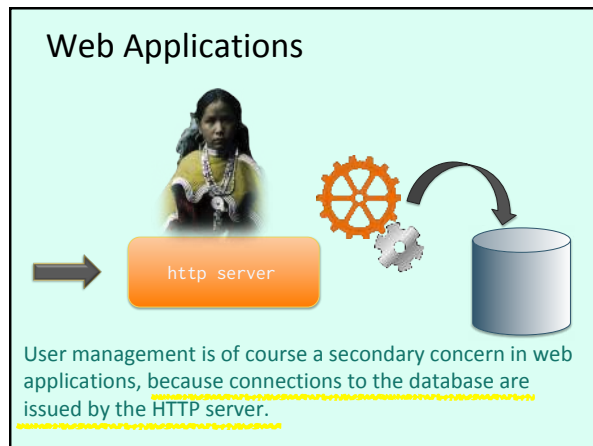 Web Applications
http server
User management is of course a secondary concern in web
applications, because connections to the database are
issued by the HTTP server.